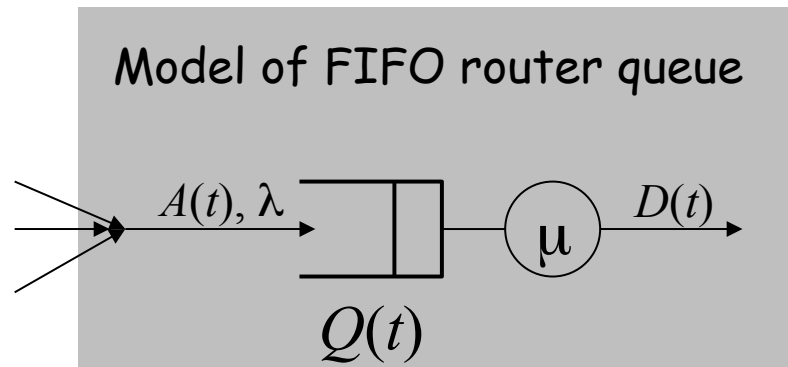 Model of FIFO router queue
A(t), λ
μ
D(t)
Q(t)